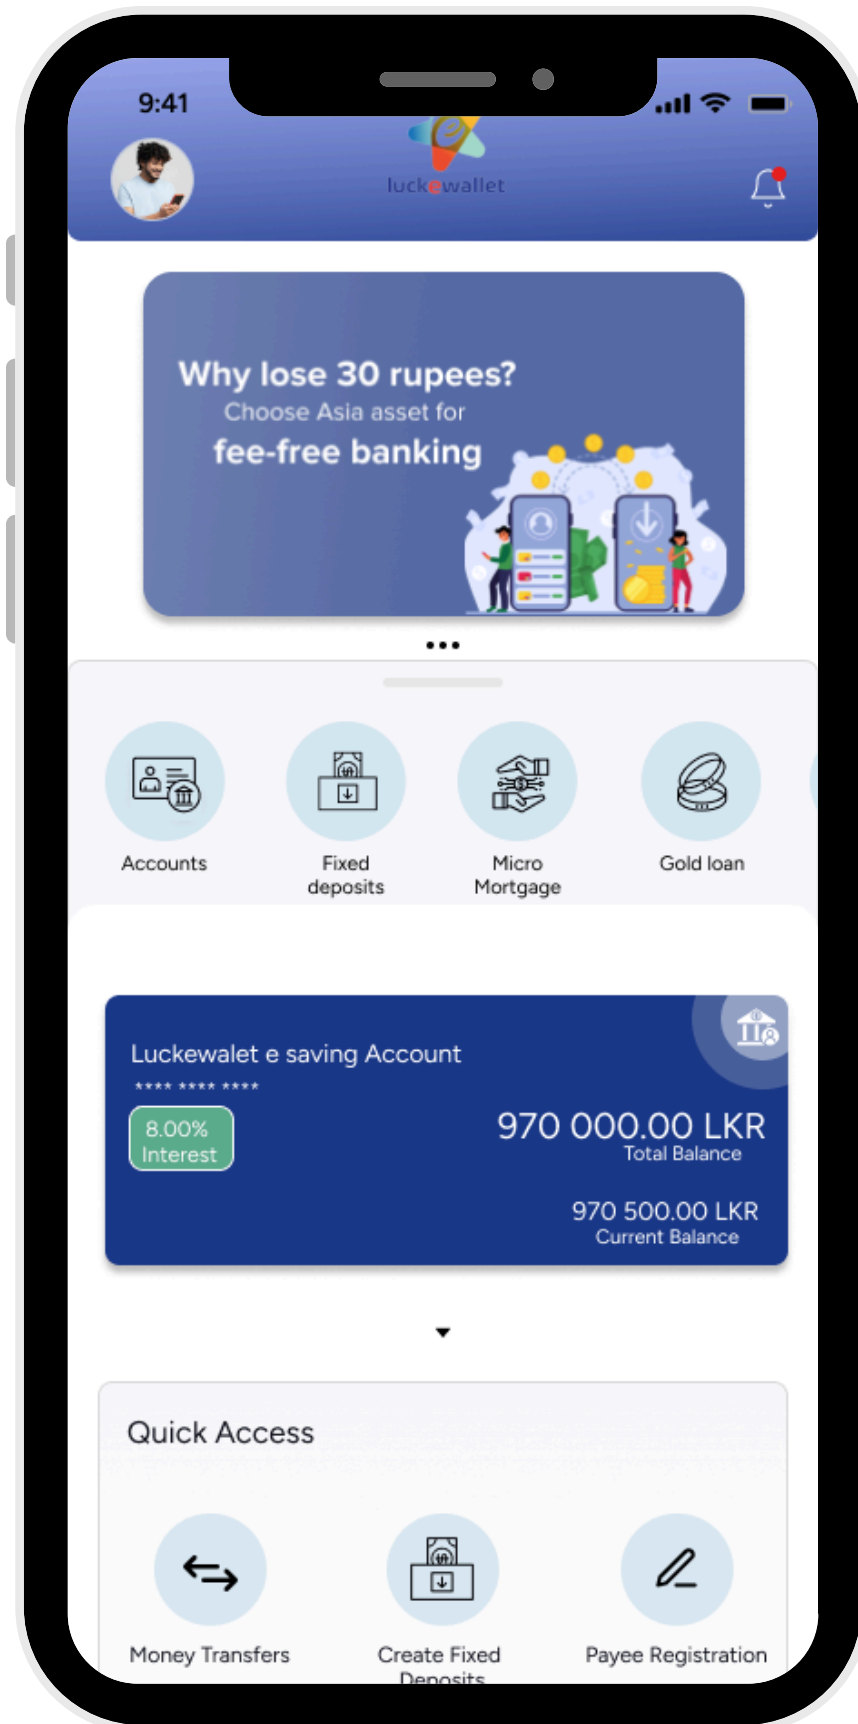 9:41
luckewallet
Why lose 30 rupees?
Choose Asia asset for
fee-free banking
Accounts
Fixed
deposits
Micro
Mortgage
Gold loan
Luckewalet e saving Account
**** **** ****
8.00%
Interest
970 000.00 LKR
Total Balance
970 500.00 LKR
Current Balance
Quick Access
Money Transfers
Create Fixed
Deposits
Payee Registration